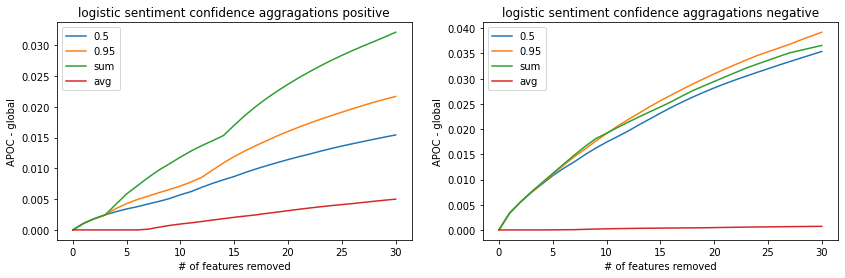 logistic sentiment confidence aggragations positive
0.030
0.025
0.020
0.015
0.010
0.005
0.000
APOC - global
0.5
0.95
sum
avg
0 5 10 15 20 25 30
# of features removed
logistic sentiment confidence aggragations negative
0.040
0.035
0.030
0.025
0.020
0.015
0.010
0.005
0.000
APOC - global
0.5
0.95
sum
avg
0 5 10 15 20 25 30
# of features removed